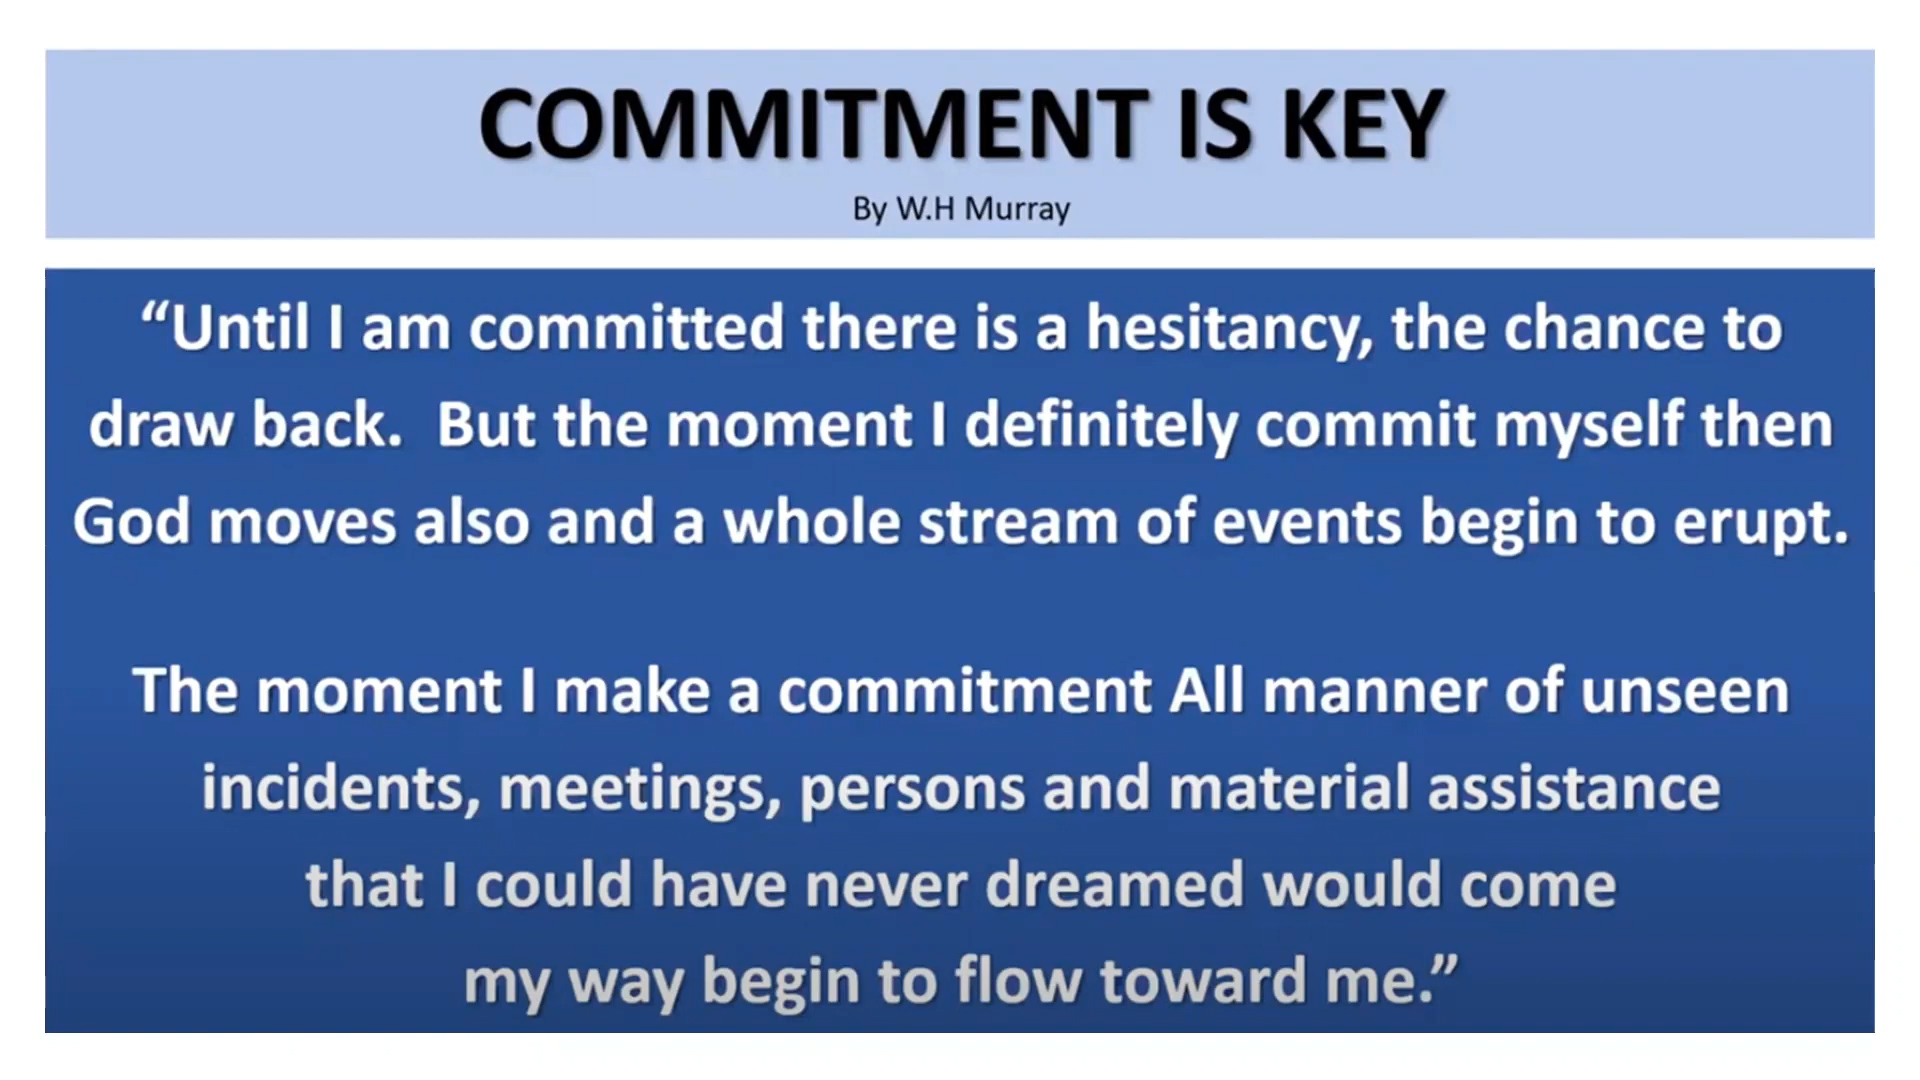 COMMITMENT IS KEY
By W.H Murray
“Until I am committed there is a hesitancy, the chance to
draw back.  But the moment I definitely commit myself then
God moves also and a whole stream of events begin to erupt.
The moment I make a commitment All manner of unseen
incidents, meetings, persons and material assistance
that I could have never dreamed would come
my way begin to flow toward me.”